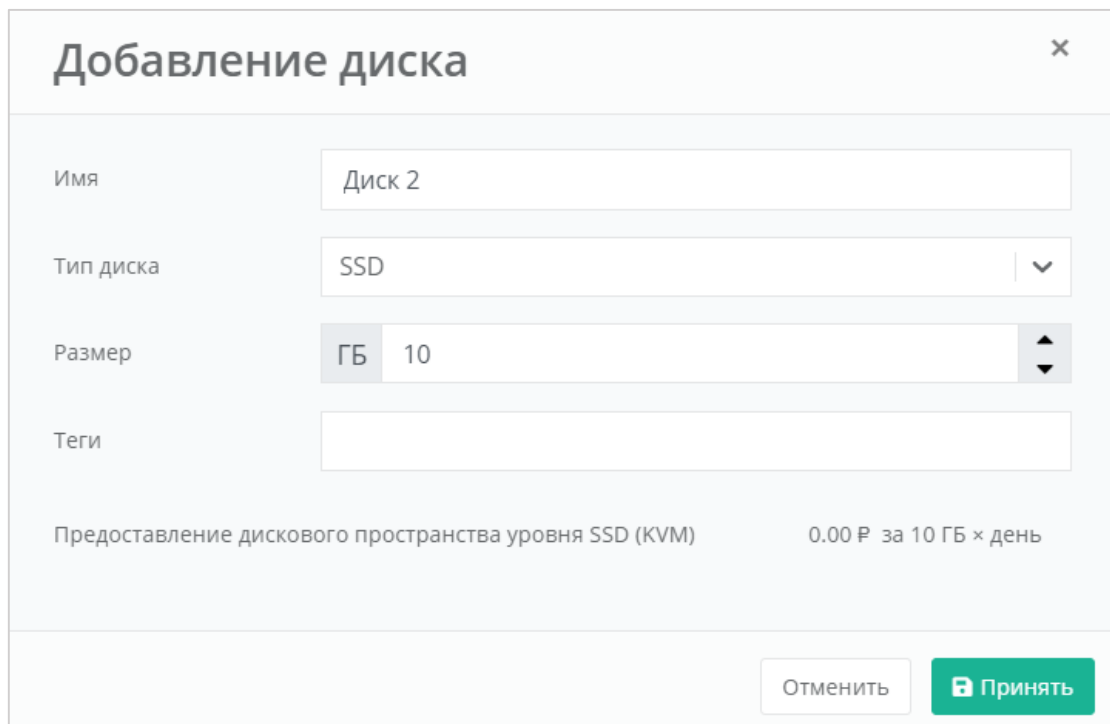 Добавление диска ×
Имя Диск 2
Тип диска SSD
Размер ГБ 10
Теги
Предоставление дискового пространства уровня SSD (KVM) 0.00 ₽ за 10 ГБ × день
Отменить Принять